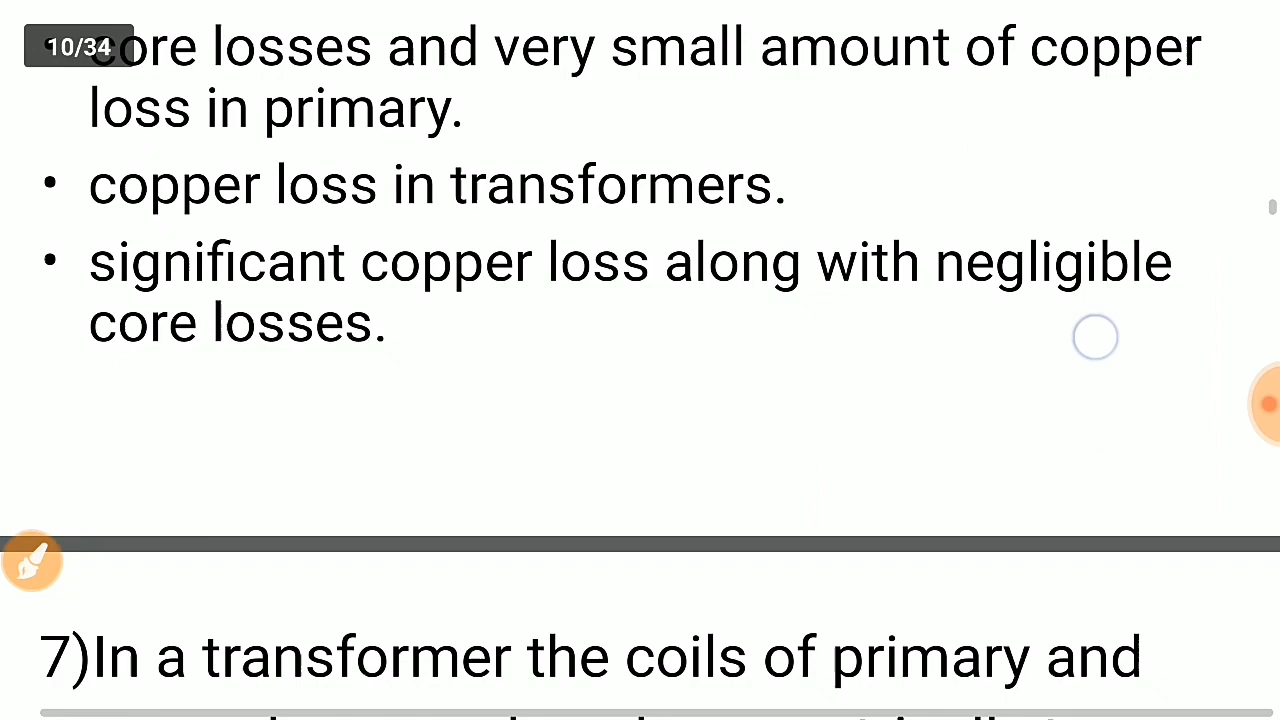 10/34
core losses and very small amount of copper
loss in primary.
• copper loss in transformers.
• significant copper loss along with negligible
core losses.
7)In a transformer the coils of primary and